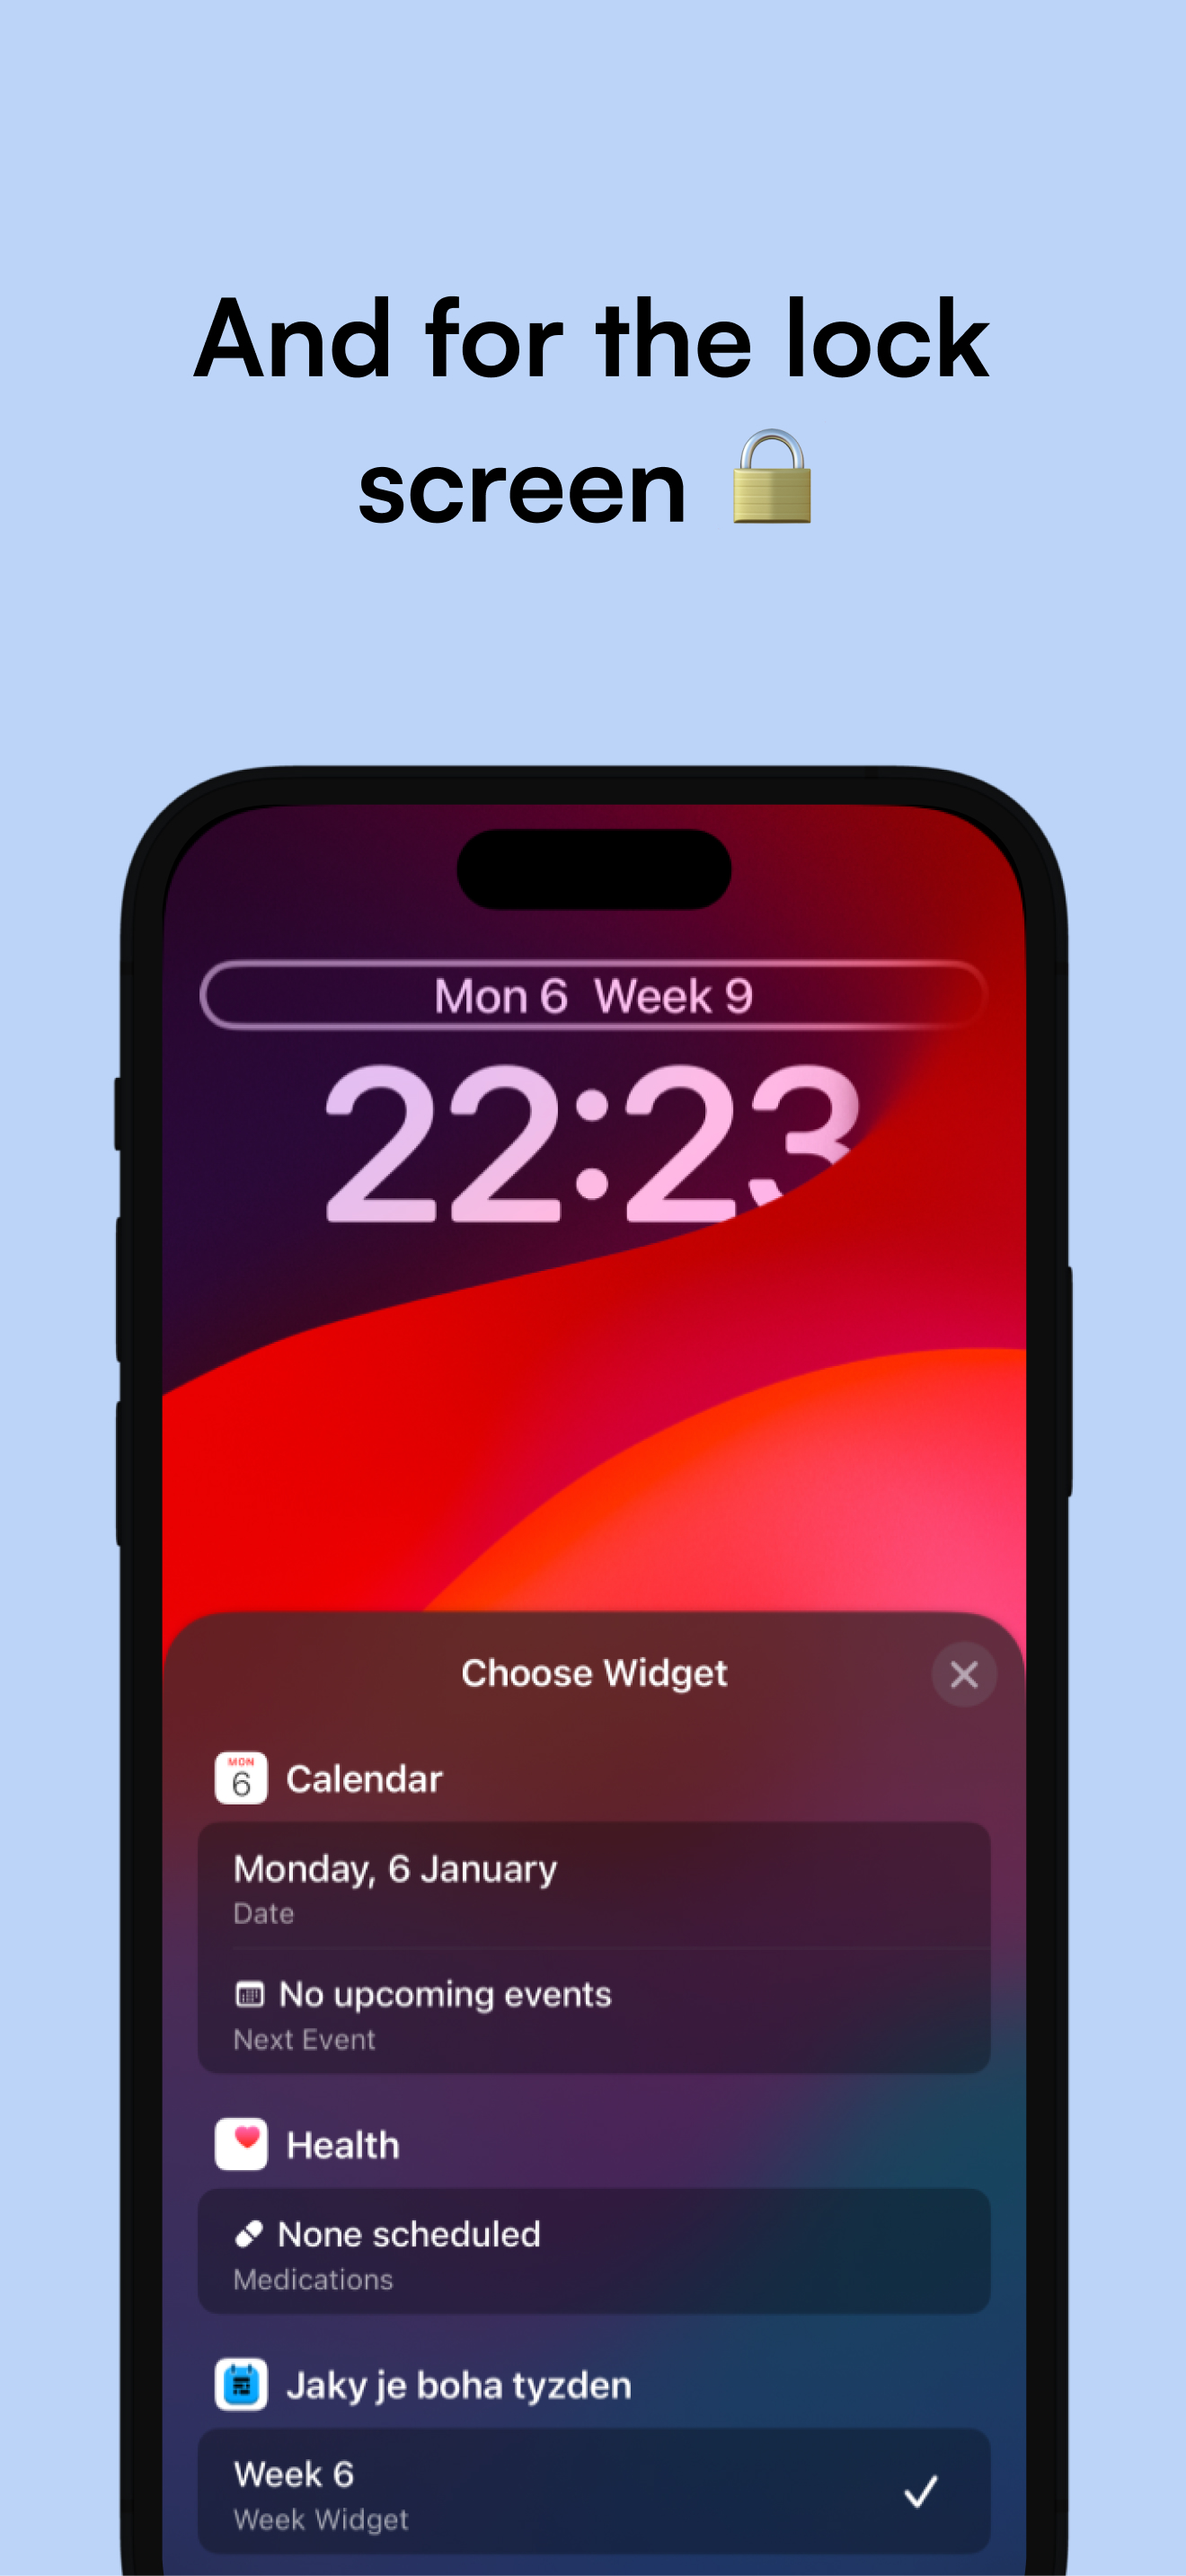 And for the lock
screen 🔒
Mon 6 Week 9
22:23
Choose Widget
MON
6
Calendar
Monday, 6 January
Date
No upcoming events
Next Event
Health
None scheduled
Medications
Jaky je boha tyzden
Week 6
Week Widget